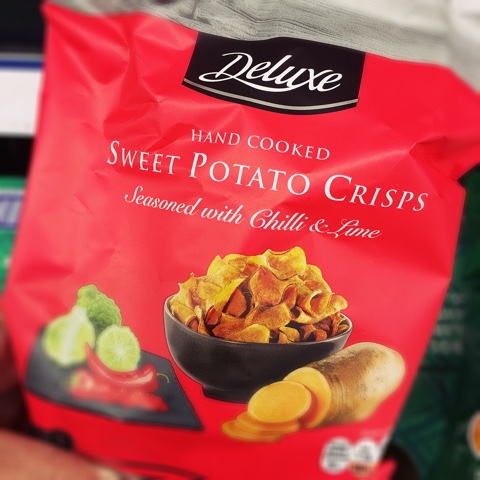 Deluxe
HAND COOKED
SWEET POTATO CRISPS
Seasoned with Chilli & Lime